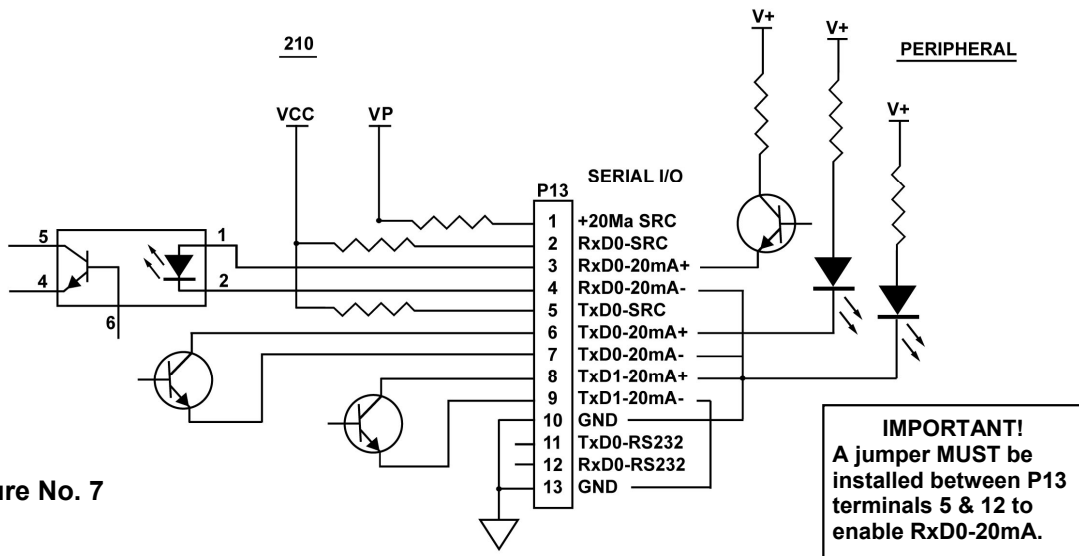 210
PERIPHERAL
V+
V+
V+
VCC
VP
SERIAL I/O
P13
1 +20Ma SRC
2 RxD0-SRC
3 RxD0-20mA+
4 RxD0-20mA-
5 TxD0-SRC
6 TxD0-20mA+
7 TxD0-20mA-
8 TxD1-20mA+
9 TxD1-20mA-
10 GND
11 TxD0-RS232
12 RxD0-RS232
13 GND
5
4
6
1
2
ure No. 7
IMPORTANT!
A jumper MUST be
installed between P13
terminals 5 & 12 to
enable RxD0-20mA.